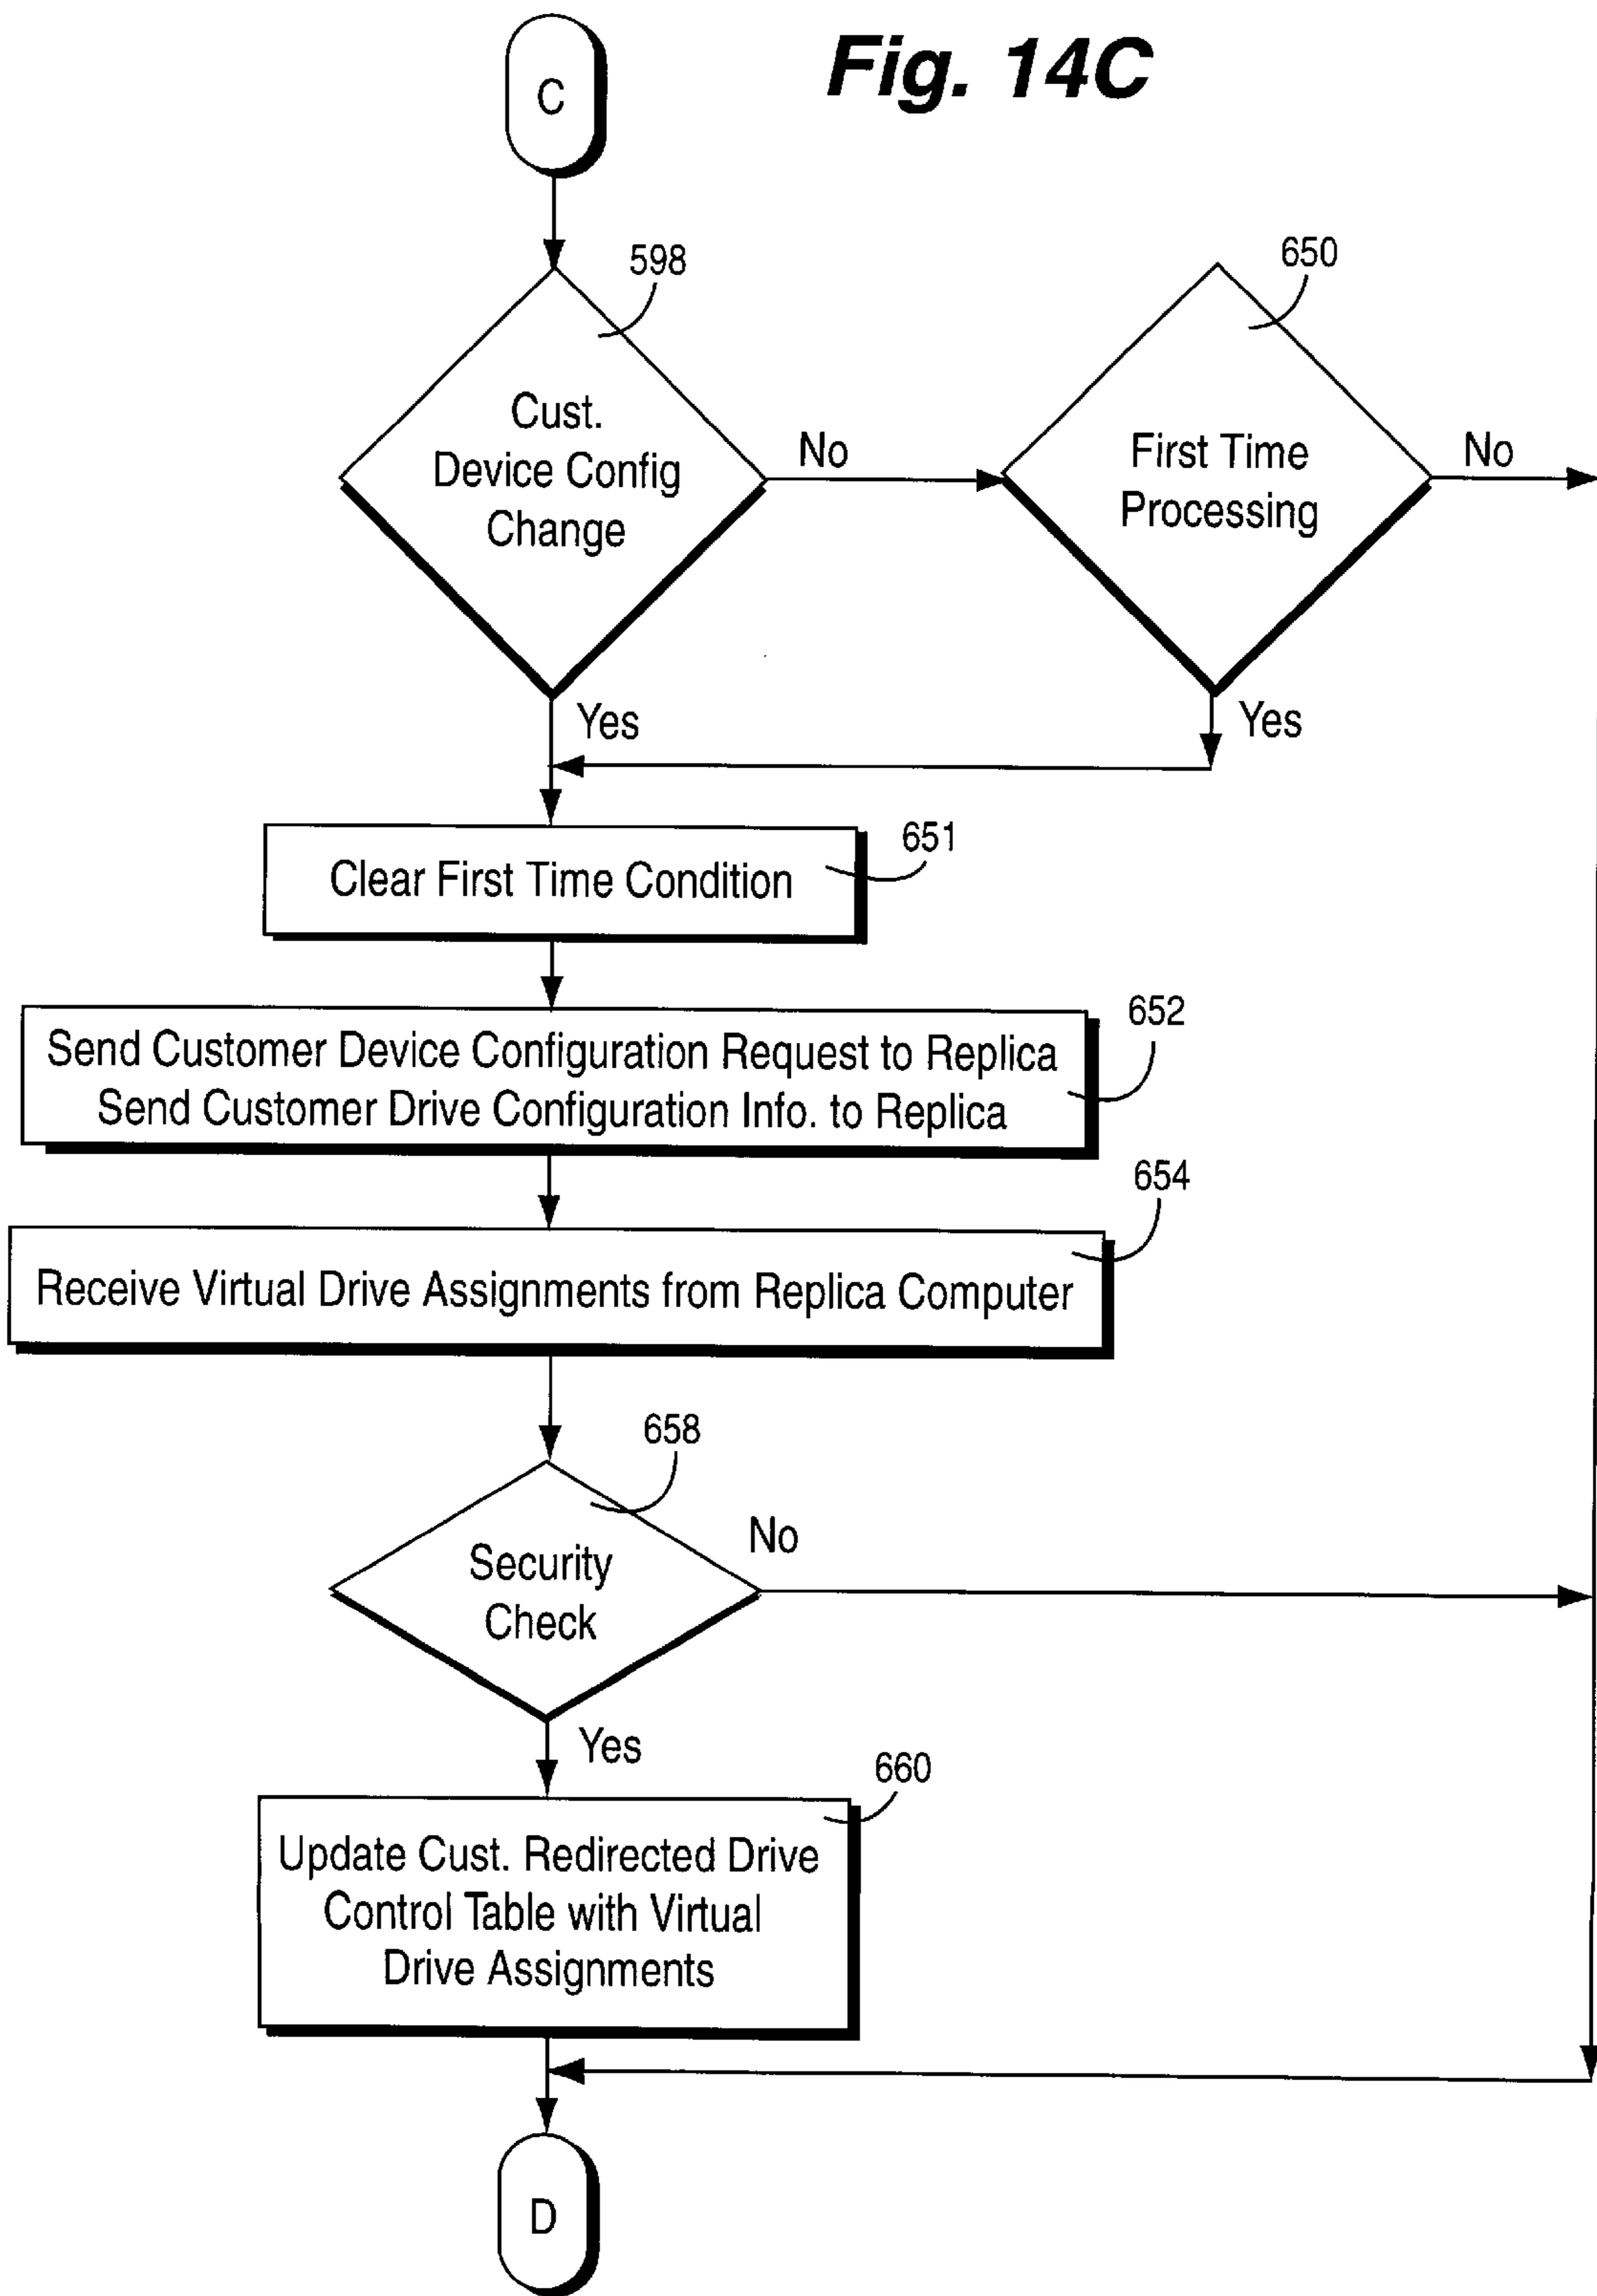 Fig. 14C
C
598
650
Cust.
Device Config
Change
No
First Time
Processing
No
Yes
Yes
651
Clear First Time Condition
652
Send Customer Device Configuration Request to Replica
Send Customer Drive Configuration Info. to Replica
654
Receive Virtual Drive Assignments from Replica Computer
658
Security
Check
No
Yes
660
Update Cust. Redirected Drive
Control Table with Virtual
Drive Assignments
D